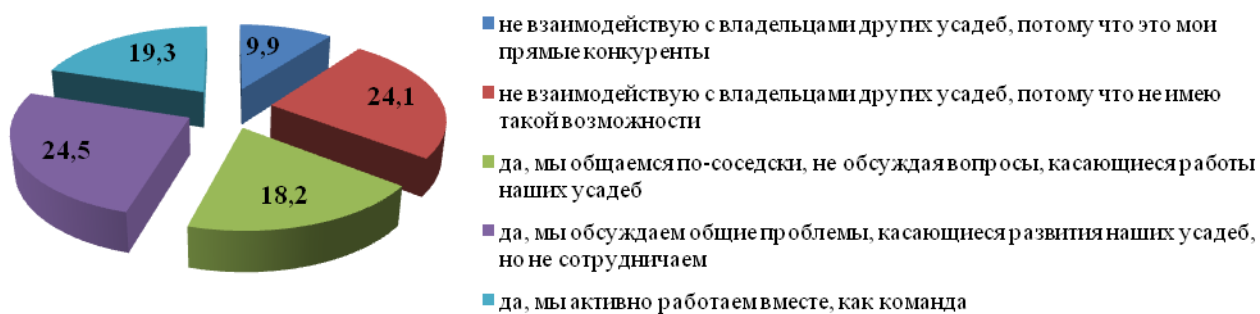 9,9
19,3
24,1
24,5
18,2
не взаимодействую с владельцами других усадеб, потому что это мои
прямые конкуренты
не взаимодействую с владельцами других усадеб, потому что не имею
такой возможности
да, мы общаемся по-соседски, не обсуждая вопросы, касающиеся работы
наших усадеб
да, мы обсуждаем общие проблемы, касающиеся развития наших усадеб,
но не сотрудничаем
да, мы активно работаем вместе, как команда